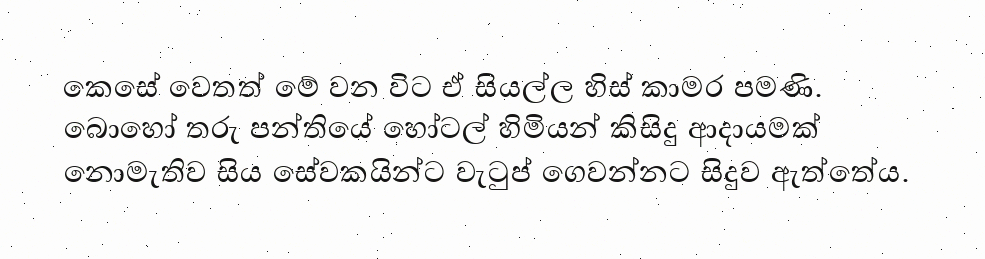 කෙසේ වෙතත් මේ වන විට ඒ සියල්ල හිස් කාමර පමණි.
බොහෝ තරු පන්තියේ හෝටල් හිමියන් කිසිදු ආදායමක්
නොමැතිව සිය සේවකයින්ට වැටුප් ගෙවන්නට සිදුව ඇත්තේය.